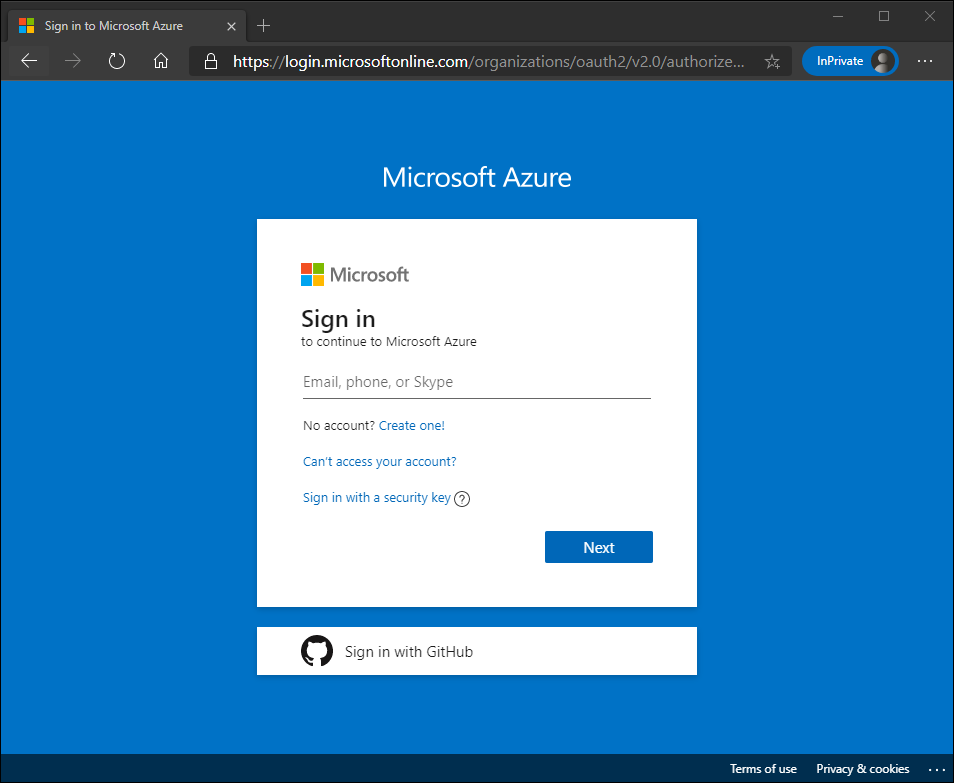 Sign in to Microsoft Azure
https://login.microsoftonline.com/organizations/oauth2/v2.0/authorize...
InPrivate
Microsoft Azure
Microsoft
Sign in
to continue to Microsoft Azure
Email, phone, or Skype
No account? Create one!
Can't access your account?
Sign in with a security key ?
Next
Sign in with GitHub
Terms of use Privacy & cookies ...